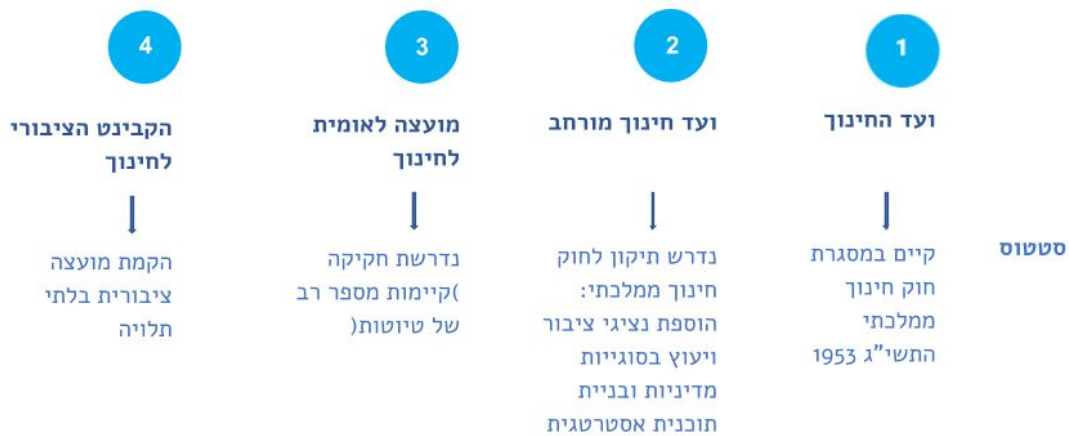 1
ועד החינוך
סטטוס
קיים במסגרת
חוק חינוך
ממלכתי
התשי"ג 1953
2
ועד חינוך מורחב
נדרש תיקון לחוק
חינוך ממלכתי:
הוספת נציגי ציבור
ויעוץ בסוגייות
מדיניות ובניית
תוכנית אסטרטגית
3
מועצה לאומית
לחינוך
נדרשת חקיקה
)קיימות מספר רב
של טיוטות(
4
הקבינט הציבורי
לחינוך
הקמת מועצה
ציבורית בלתי
תלויה